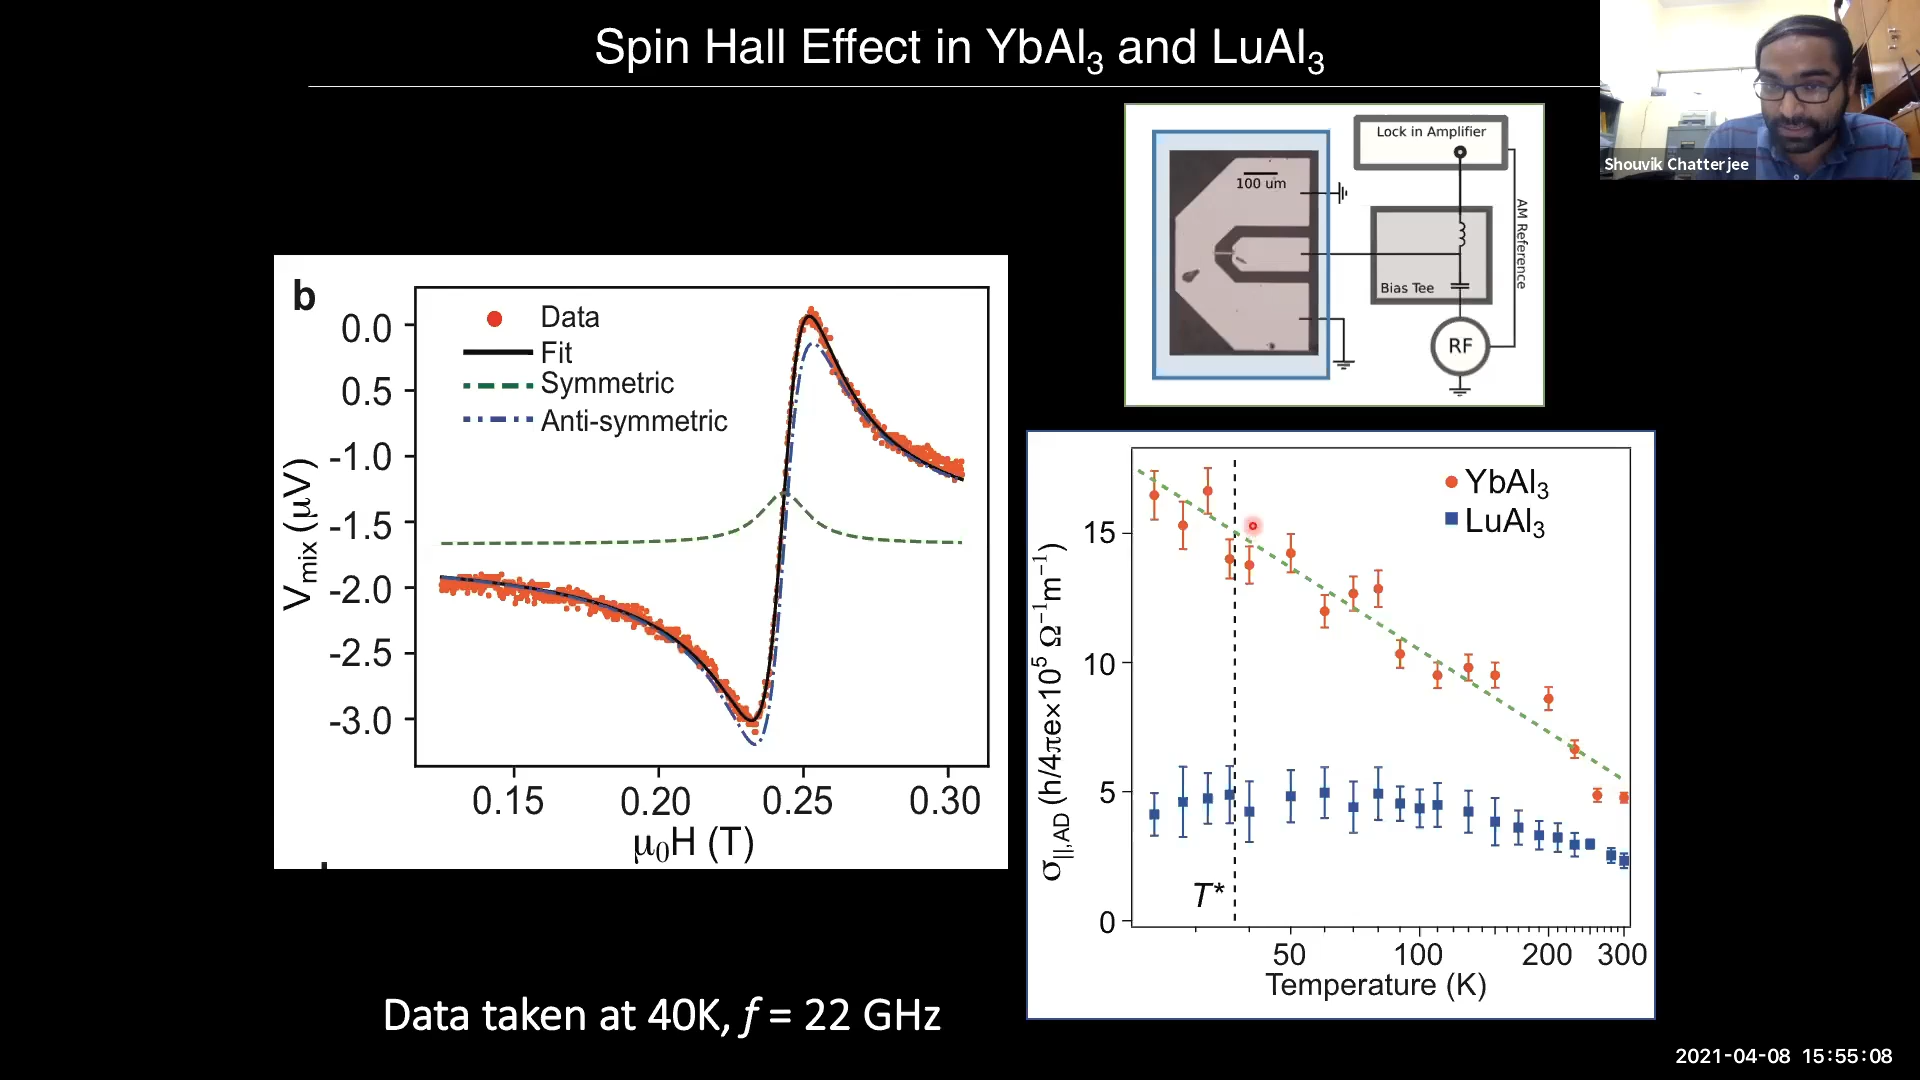 Spin Hall Effect in YbAl₃ and LuAl₃
Shouvik Chatterjee
Lock in Amplifier
100 um
AM Reference
Bias Tee
RF
b
Data
Fit
Symmetric
Anti-symmetric
0.0
0.5
-1.0
-1.5
-2.0
-2.5
-3.0
Vmix (μV)
0.15 0.20 0.25 0.30
μ₀H (T)
YbAl₃
LuAl₃
15
10
5
0
σ||,AD (h/4πe×10⁵ Ω⁻¹m⁻¹)
T*
50 100 200 300
Temperature (K)
Data taken at 40K, f = 22 GHz
2021-04-08 15:55:08